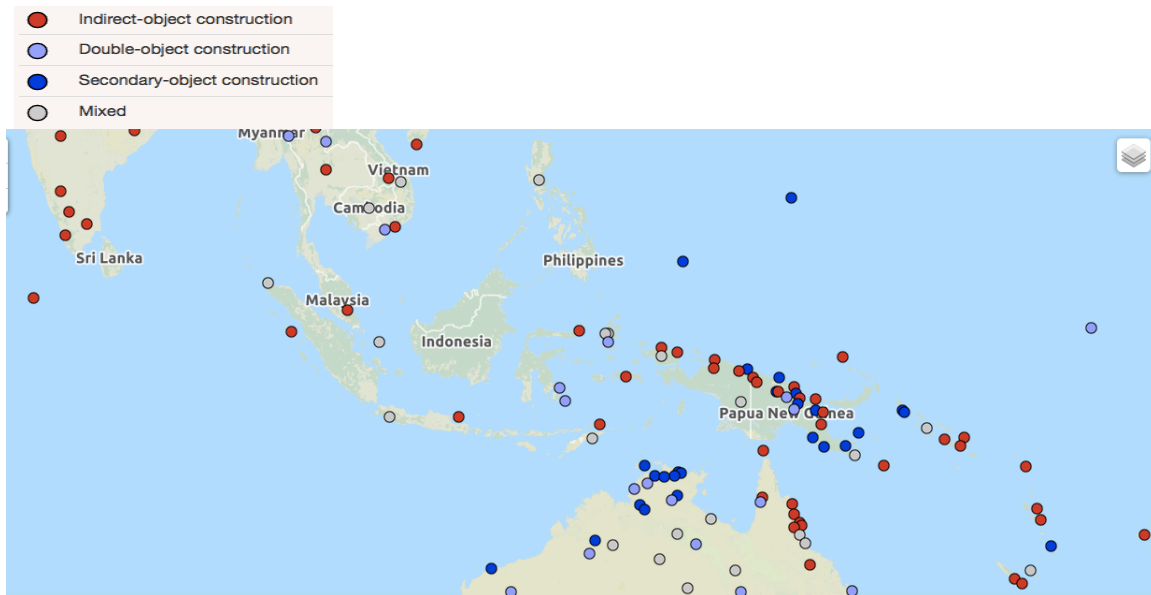 Indirect-object construction
Double-object construction
Secondary-object construction
Mixed
Myanmar
Vietnam
Cambodia
Sri Lanka
Philippines
Malaysia
Indonesia
Papua New Guinea